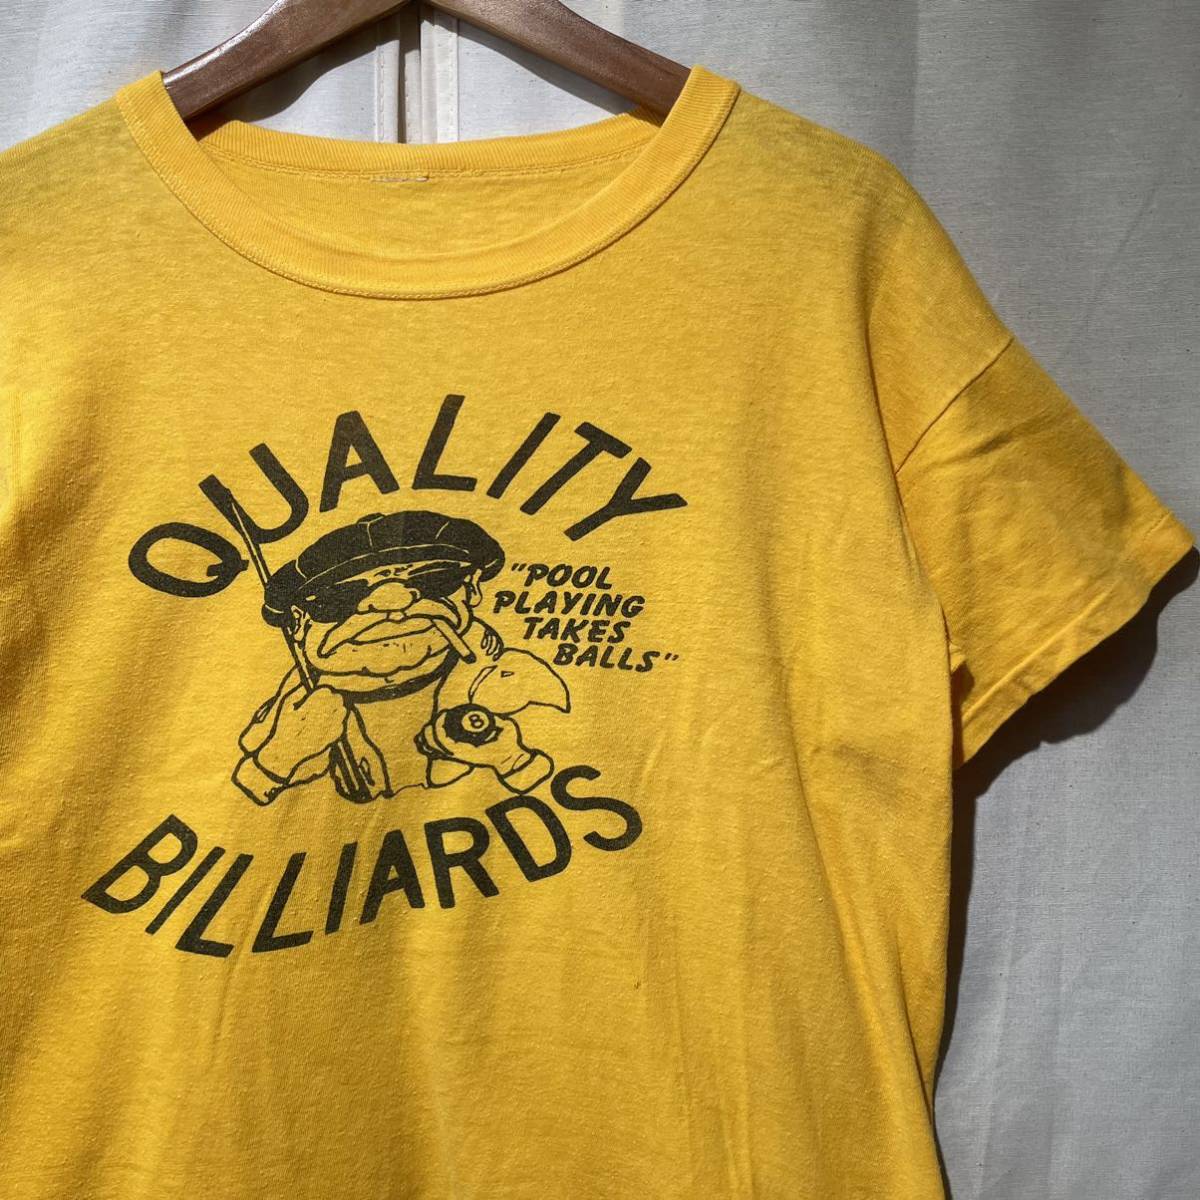 QUALITY
"POOL
PLAYING
TAKES
BALLS"
8
BILLIARDS